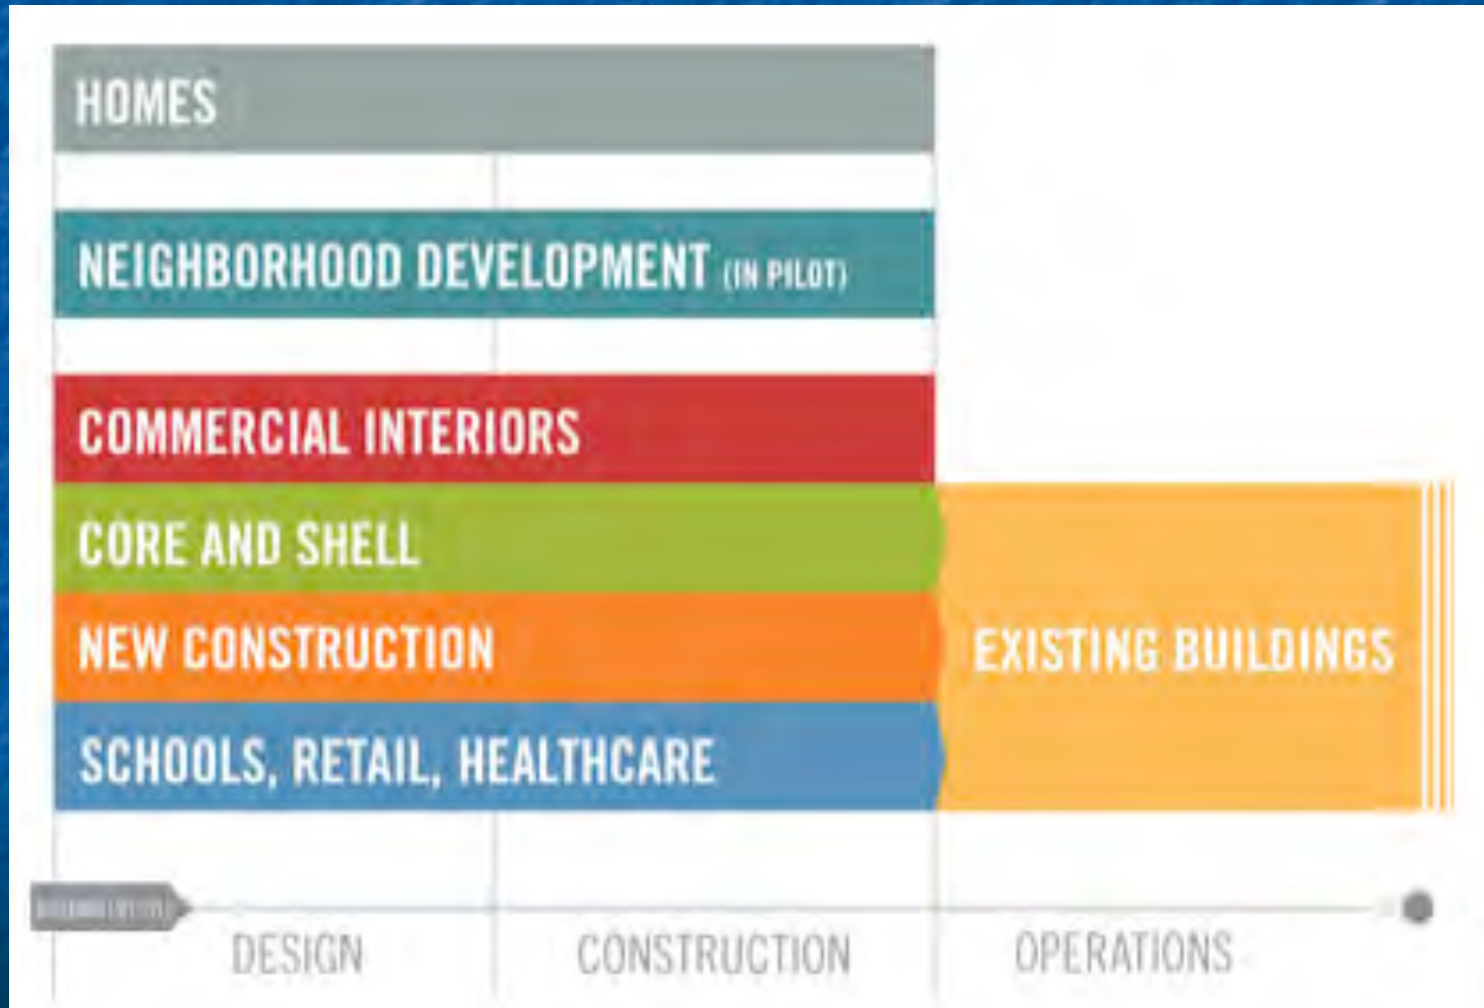 HOMES
NEIGHBORHOOD DEVELOPMENT (IN PILOT)
COMMERCIAL INTERIORS
CORE AND SHELL
NEW CONSTRUCTION
EXISTING BUILDINGS
SCHOOLS, RETAIL, HEALTHCARE
DESIGN CONSTRUCTION OPERATIONS